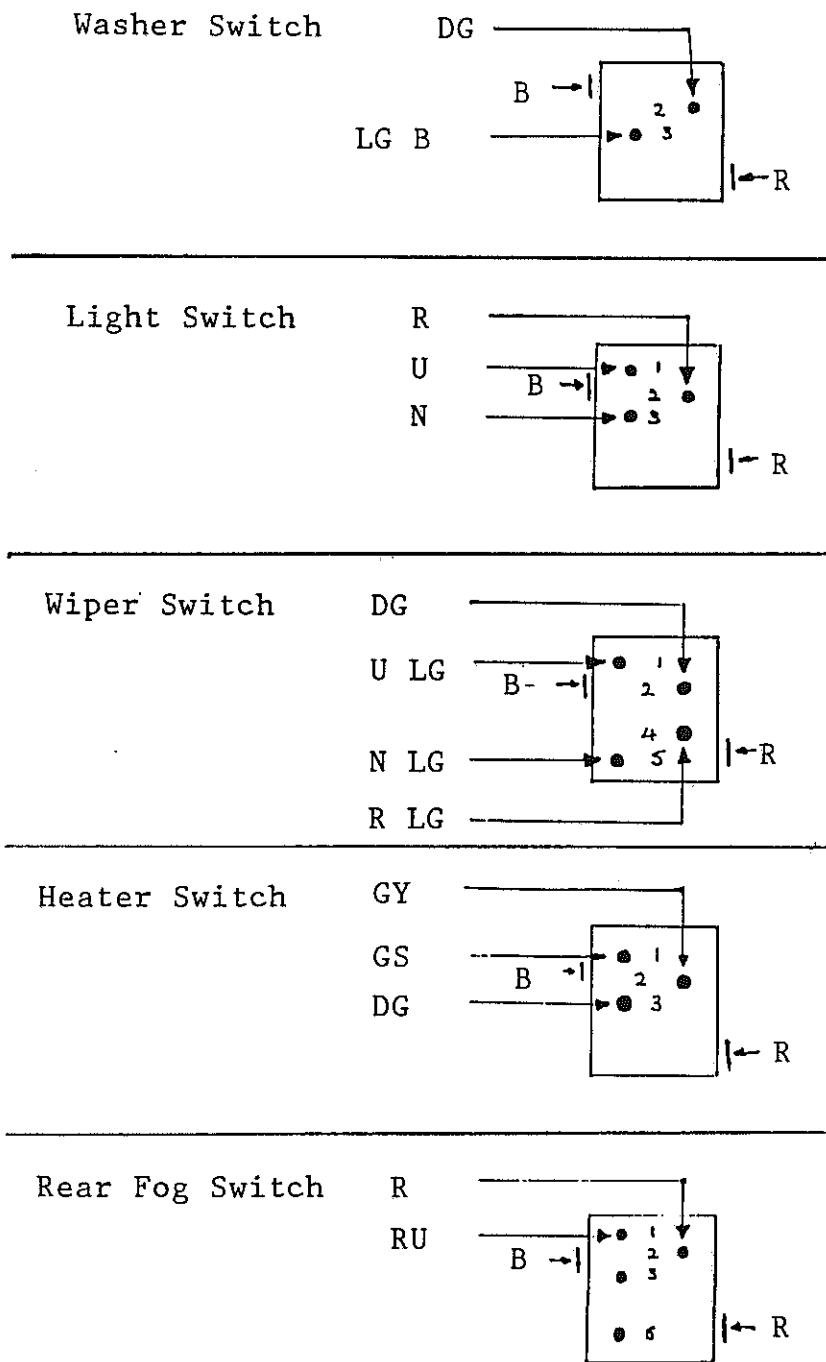 Washer Switch DG
B
2
LG B 3
R
Light Switch R
U 1
B 2
N 3
R
Wiper Switch DG
U LG 1
B- 2
4
N LG 5 R
R LG
Heater Switch GY
GS 1
B 2
DG 3
R
Rear Fog Switch R
RU 1
B 2
3
R